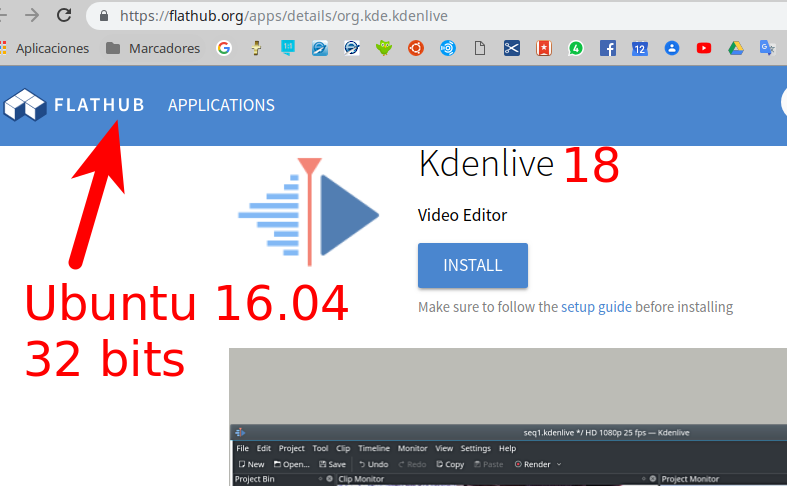 https://flathub.org/apps/details/org.kde.kdenlive
Aplicaciones Marcadores
FLATHUB APPLICATIONS
Kdenlive 18
Video Editor
INSTALL
Make sure to follow the setup guide before installing
Ubuntu 16.04
32 bits
seq1.kdenlive */ HD 1080p 25 fps — Kdenlive
File Edit Project Tool Clip Timeline Monitor View Settings Help
New Open... Save Undo Redo Copy Paste Render
Project Bin Clip Monitor Project Monitor